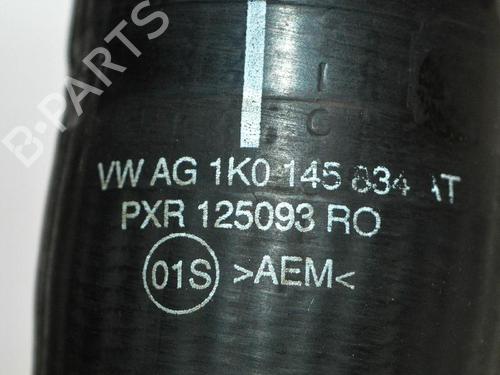 B-PARTS
VW AG 1K0 145 834 AT
PXR 125093 RO
01S >AEM<